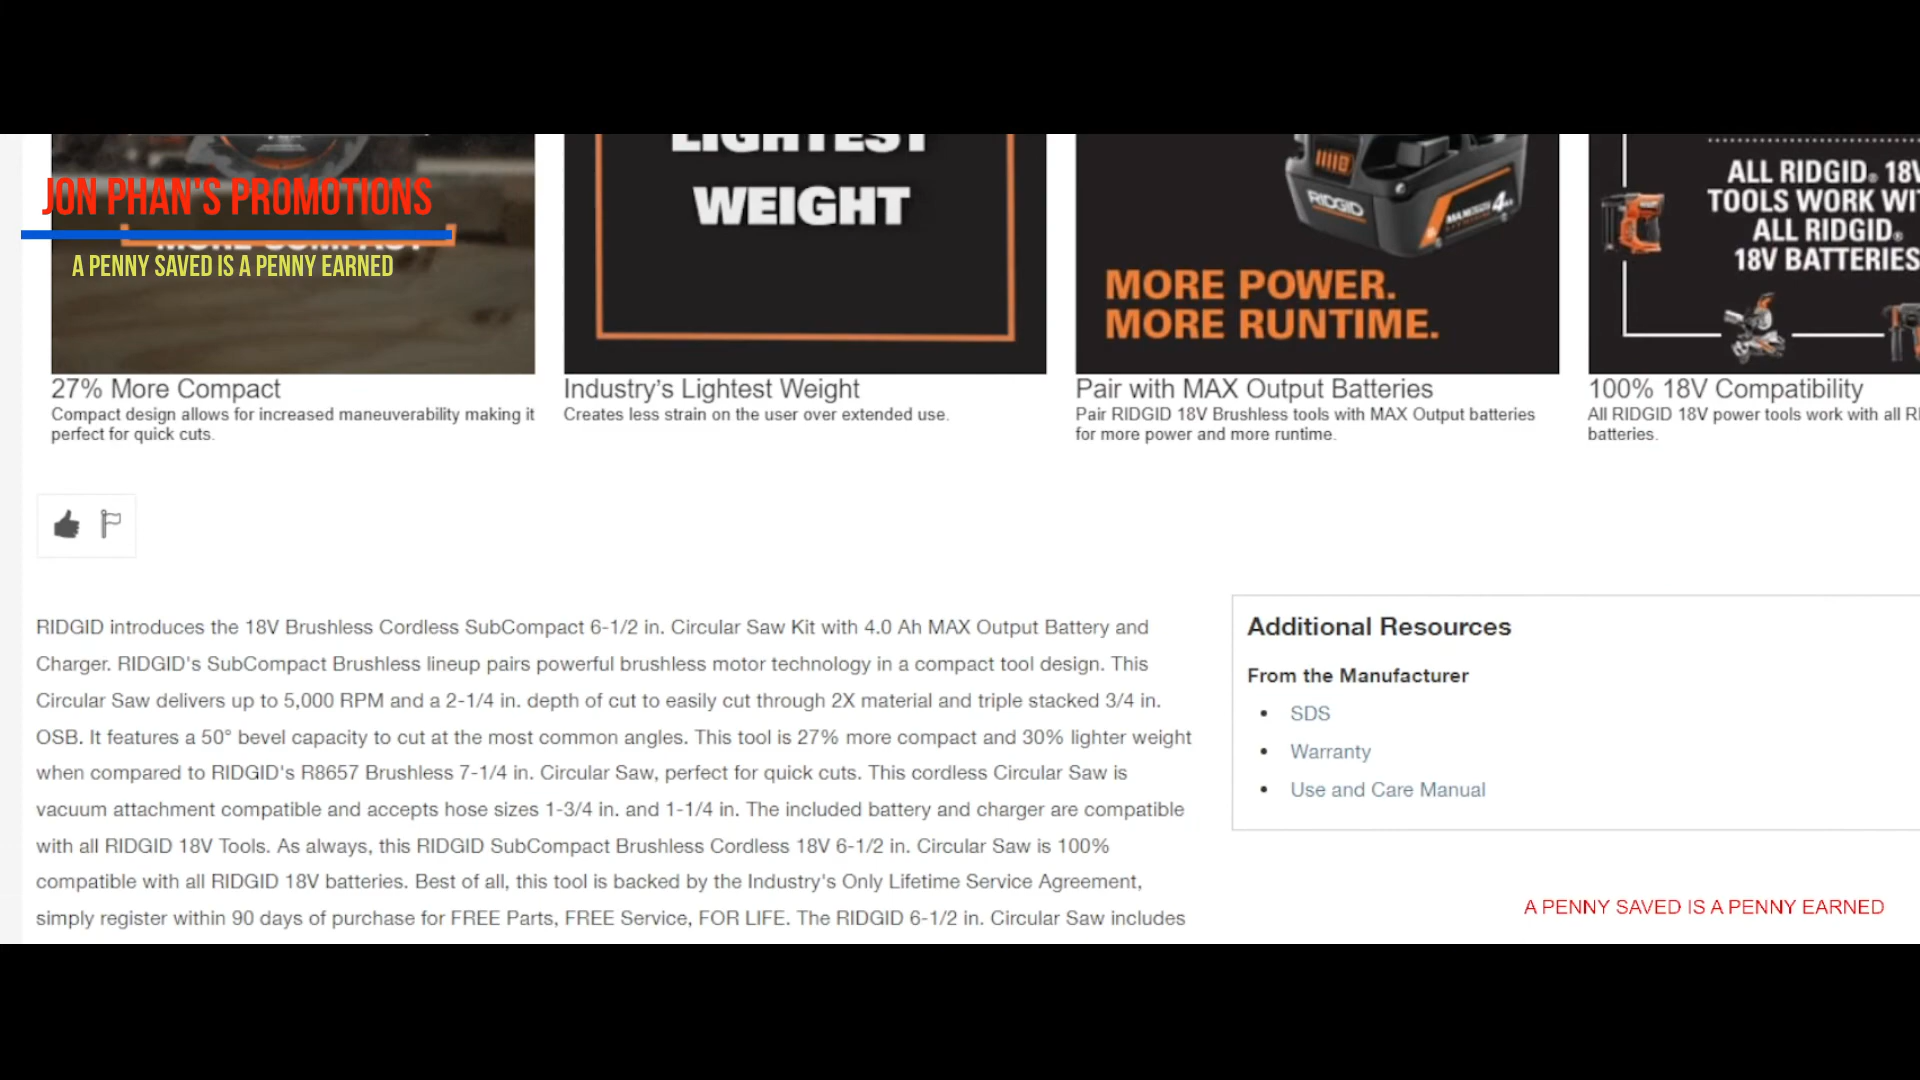 LIGHTEST
WEIGHT
RIDGID
MORE POWER.
MORE RUNTIME.
ALL RIDGID® 18V
TOOLS WORK WI
ALL RIDGID®
18V BATTERIES
JON PHAN'S PROMOTIONS
MORE COMPACT
A PENNY SAVED IS A PENNY EARNED
27% More Compact
Compact design allows for increased maneuverability making it
perfect for quick cuts.
Industry's Lightest Weight
Creates less strain on the user over extended use.
Pair with MAX Output Batteries
Pair RIDGID 18V Brushless tools with MAX Output batteries
for more power and more runtime.
100% 18V Compatibility
All RIDGID 18V power tools work with all RI
batteries.
RIDGID introduces the 18V Brushless Cordless SubCompact 6-1/2 in. Circular Saw Kit with 4.0 Ah MAX Output Battery and
Charger. RIDGID's SubCompact Brushless lineup pairs powerful brushless motor technology in a compact tool design. This
Circular Saw delivers up to 5,000 RPM and a 2-1/4 in. depth of cut to easily cut through 2X material and triple stacked 3/4 in.
OSB. It features a 50° bevel capacity to cut at the most common angles. This tool is 27% more compact and 30% lighter weight
when compared to RIDGID's R8657 Brushless 7-1/4 in. Circular Saw, perfect for quick cuts. This cordless Circular Saw is
vacuum attachment compatible and accepts hose sizes 1-3/4 in. and 1-1/4 in. The included battery and charger are compatible
with all RIDGID 18V Tools. As always, this RIDGID SubCompact Brushless Cordless 18V 6-1/2 in. Circular Saw is 100%
compatible with all RIDGID 18V batteries. Best of all, this tool is backed by the Industry's Only Lifetime Service Agreement,
simply register within 90 days of purchase for FREE Parts, FREE Service, FOR LIFE. The RIDGID 6-1/2 in. Circular Saw includes
Additional Resources
From the Manufacturer
• SDS
• Warranty
• Use and Care Manual
A PENNY SAVED IS A PENNY EARNED